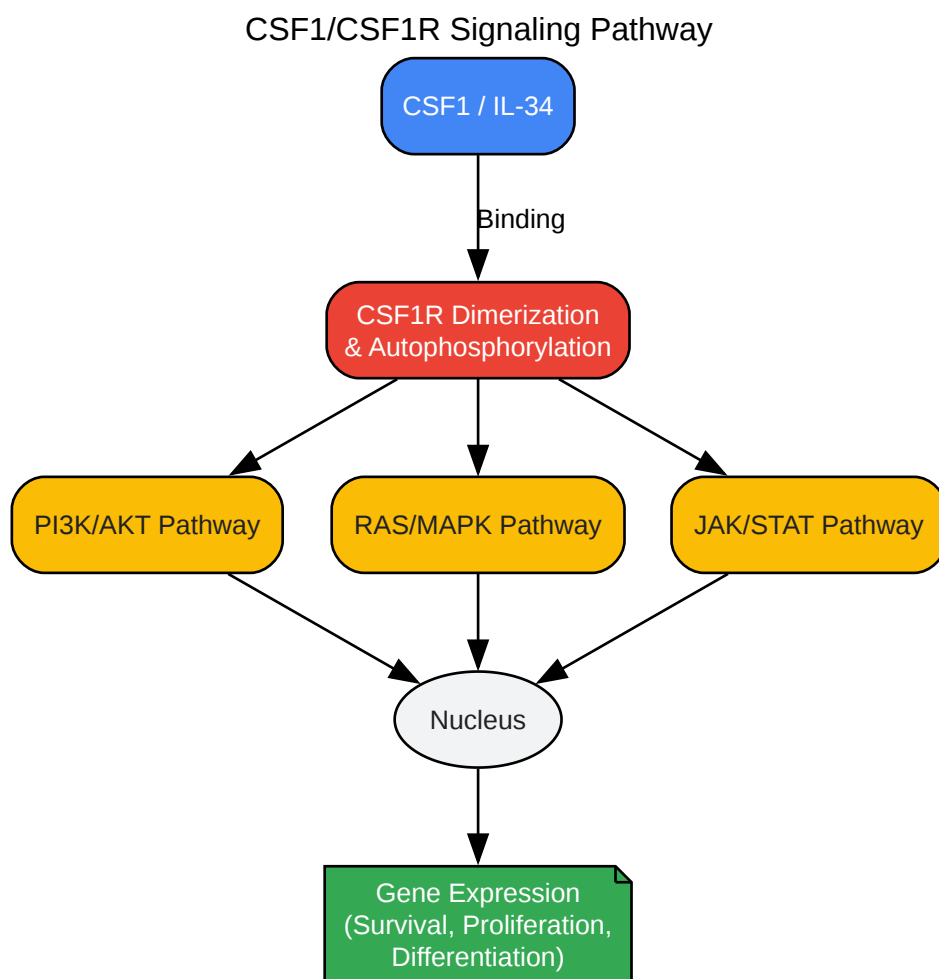 CSF1/CSF1R Signaling Pathway
CSF1 / IL-34
Binding
CSF1R Dimerization
& Autophosphorylation
PI3K/AKT Pathway
RAS/MAPK Pathway
JAK/STAT Pathway
Nucleus
Gene Expression
(Survival, Proliferation,
Differentiation)